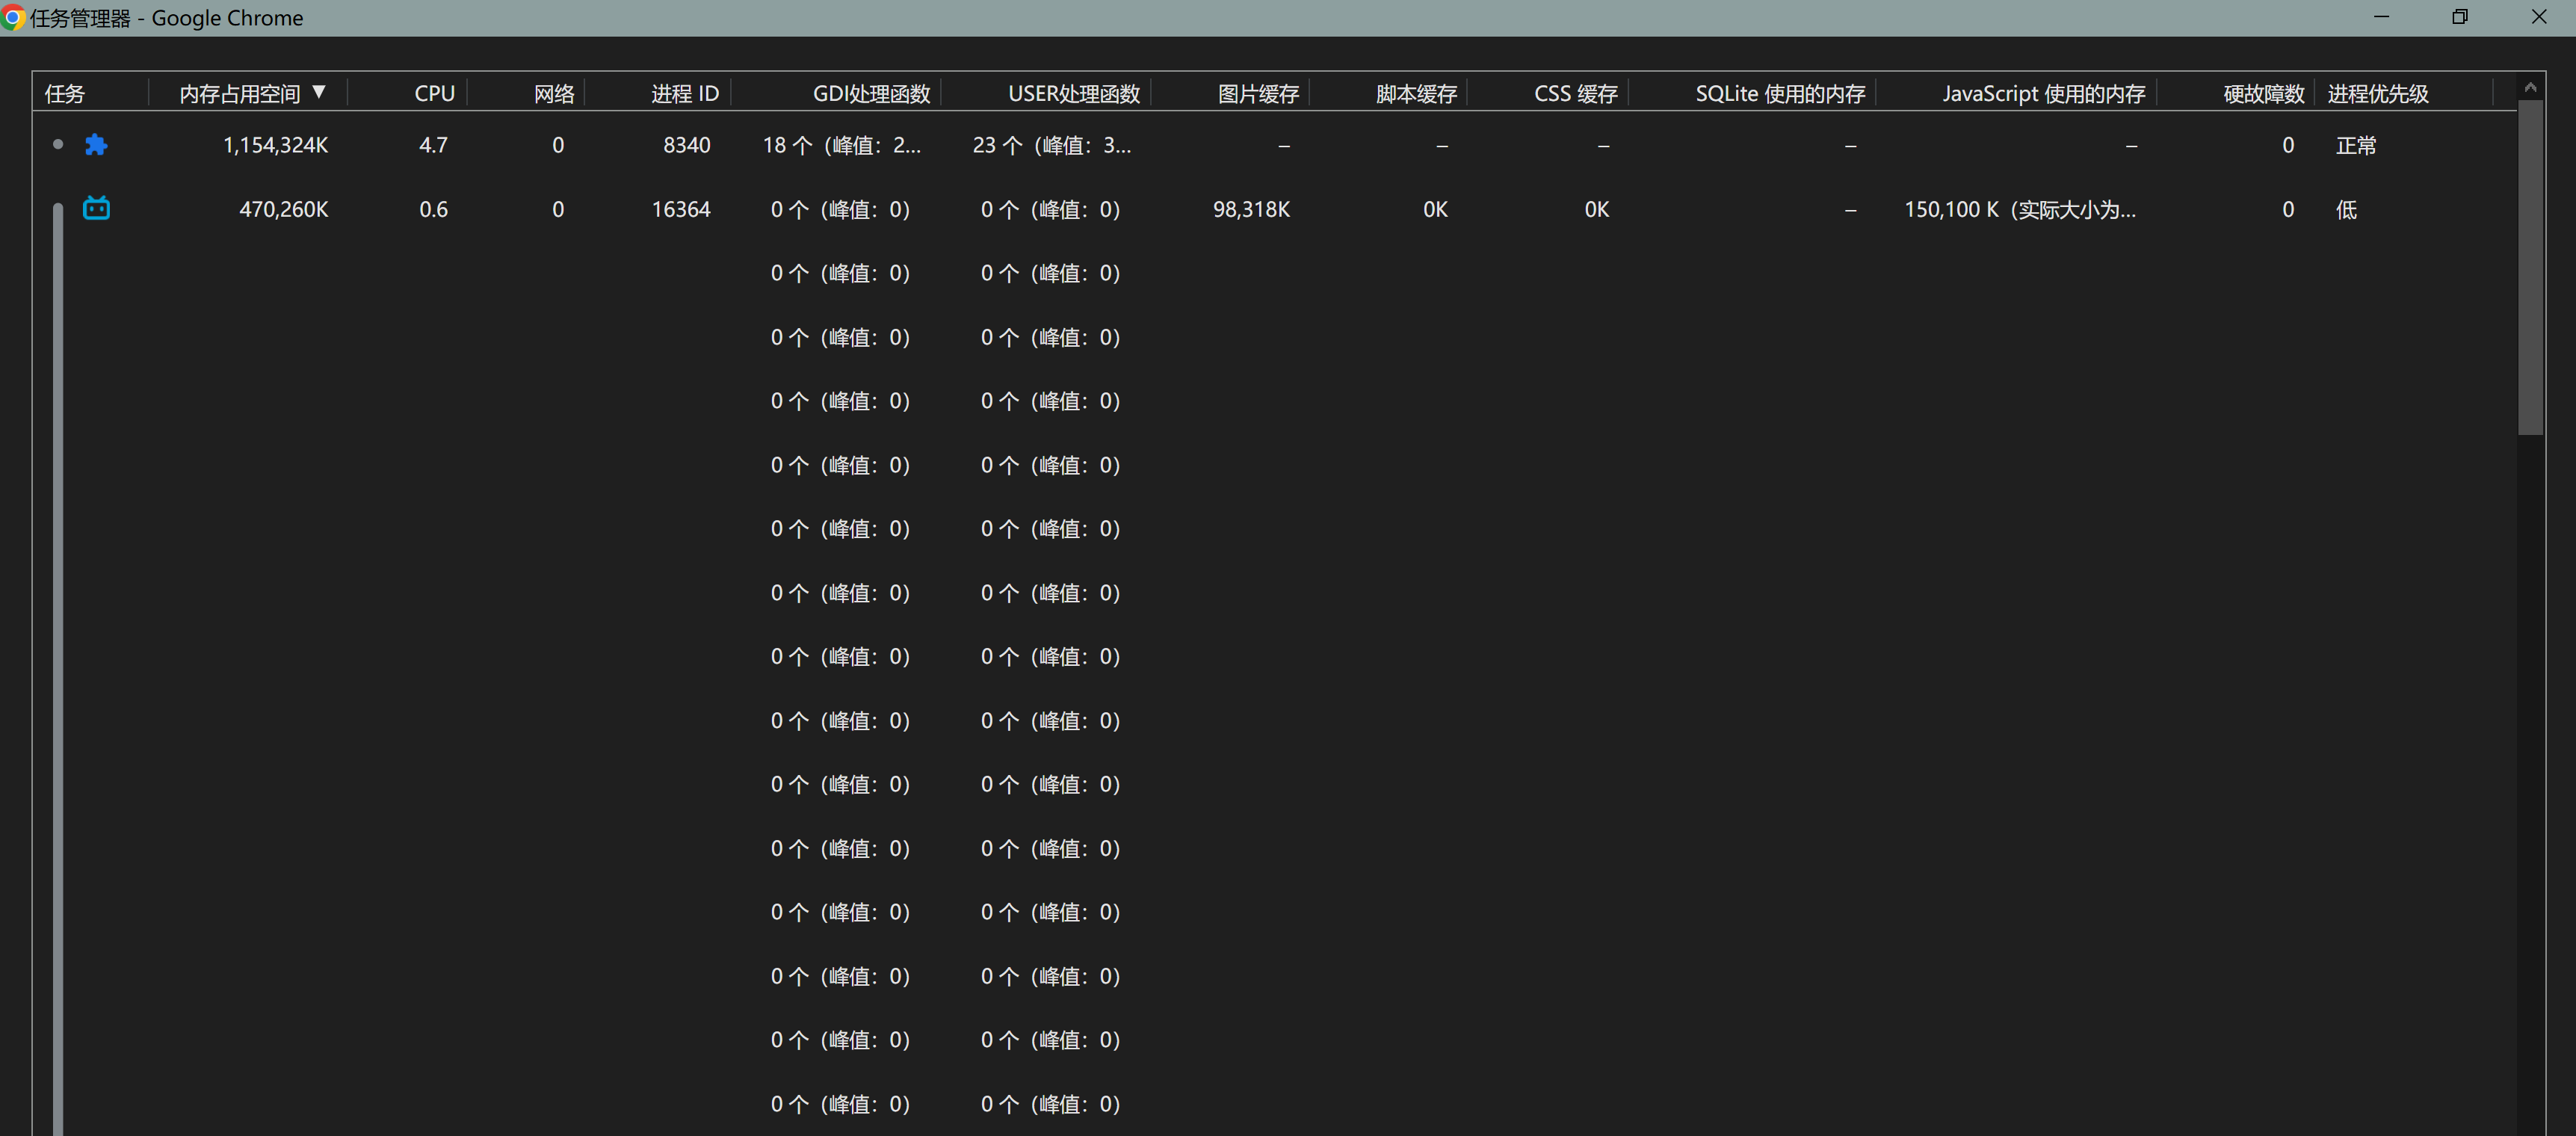 任务管理器 - Google Chrome
任务 内存占用空间 ▼ CPU 网络 进程 ID GDI处理函数 USER处理函数 图片缓存 脚本缓存 CSS 缓存 SQLite 使用的内存 JavaScript 使用的内存 硬故障数 进程优先级
1,154,324K 4.7 0 8340 18 个（峰值：2... 23 个（峰值：3... – – – – – 0 正常
470,260K 0.6 0 16364 0 个（峰值：0） 0 个（峰值：0） 98,318K 0K 0K – 150,100 K（实际大小为... 0 低
0 个（峰值：0） 0 个（峰值：0）
0 个（峰值：0） 0 个（峰值：0）
0 个（峰值：0） 0 个（峰值：0）
0 个（峰值：0） 0 个（峰值：0）
0 个（峰值：0） 0 个（峰值：0）
0 个（峰值：0） 0 个（峰值：0）
0 个（峰值：0） 0 个（峰值：0）
0 个（峰值：0） 0 个（峰值：0）
0 个（峰值：0） 0 个（峰值：0）
0 个（峰值：0） 0 个（峰值：0）
0 个（峰值：0） 0 个（峰值：0）
0 个（峰值：0） 0 个（峰值：0）
0 个（峰值：0） 0 个（峰值：0）
0 个（峰值：0） 0 个（峰值：0）